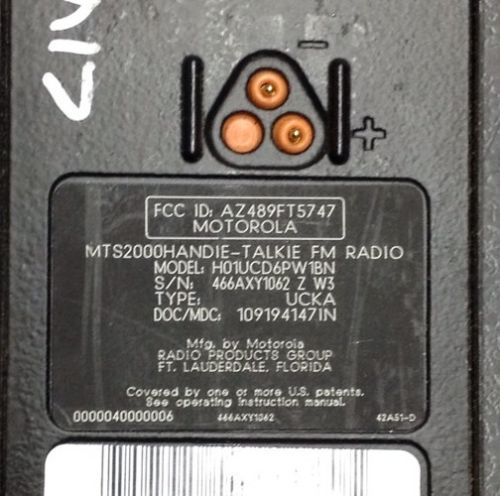 CIVI
FCC ID: AZ489FT5747
MOTOROLA
MTS2000HANDIE-TALKIE FM RADIO
MODEL: H01UCD6PW1BN
S/N: 466AXY1062 Z W3
TYPE: UCKA
DOC/MDC: 109194147IN
Mfg. by Motorola
RADIO PRODUCTS GROUP
FT. LAUDERDALE, FLORIDA
Covered by one or more U.S. patents.
See operating instruction manual.
0000040000006 466AXY1062 42A51-D